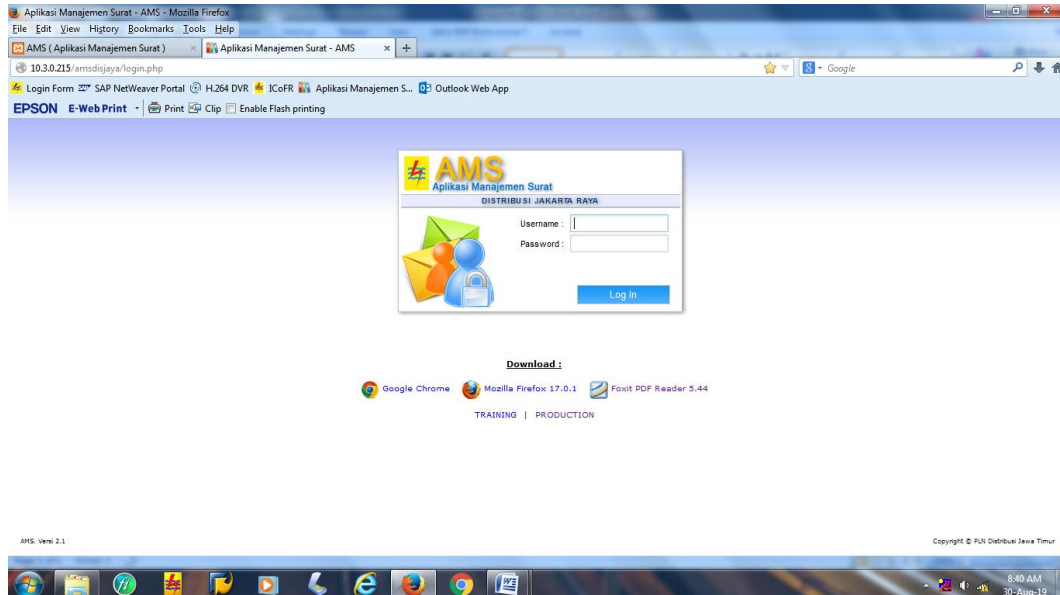 Aplikasi Manajemen Surat - AMS - Mozilla Firefox
File Edit View History Bookmarks Tools Help
AMS ( Aplikasi Manajemen Surat ) × Aplikasi Manajemen Surat - AMS × +
10.3.0.215/amsdisjaya/login.php Google
Login Form SAP NetWeaver Portal H.264 DVR ICoFR Aplikasi Manajemen S... Outlook Web App
EPSON E-Web Print Print Clip Enable Flash printing
AMS
Aplikasi Manajemen Surat
DISTRIBUSI JAKARTA RAYA
Username :
Password :
Log In
Download :
Google Chrome Mozilla Firefox 17.0.1 Foxit PDF Reader 5.44
TRAINING | PRODUCTION
AMS. Versi 2.1 Copyright © PLN Distribusi Jawa Timur
8:40 AM
30-Aug-19